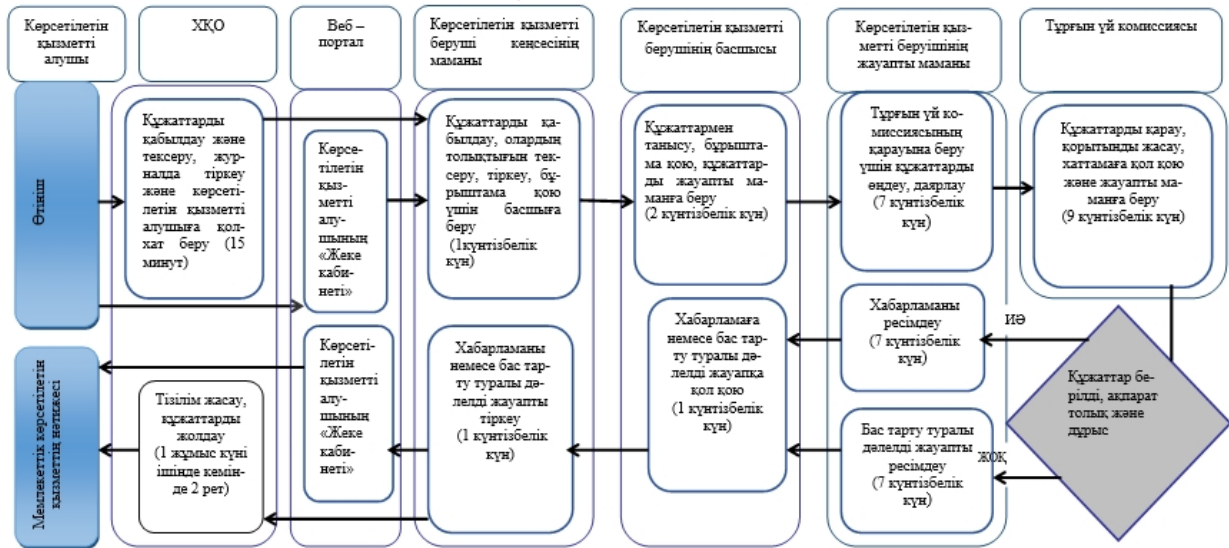 Көрсетілетін
қызметті
алушы
ХҚО
Веб –
портал
Көрсетілетін қызметті
беруші кеңсесінің
маманы
Көрсетілетін қызметті
берушінің басшысы
Көрсетілетін қыз-
метті беруішінің
жауапты маманы
Тұрғын үй комиссиясы
Өтініш
Құжаттарды
қабылдау және
тексеру, жур-
налда тіркеу
және көрсеті-
летін қызметті
алушыға қол-
хат беру (15
минут)
Көрсе-
тілетін
қызмет-
ті алу-
шының
«Жеке
каби-
неті»
Құжаттарды қа-
былдау, олардың
толықтығын тек-
серу, тіркеу, бұ-
рыштама қою
үшін басшыға
беру
(1күнтізбелік
күн)
Құжаттармен
танысу, бұрышта-
ма қою, құжаттар-
ды жауапты ма-
манға беру
(2 күнтізбелік күн)
Тұрғын үй ко-
миссиясының
қарауына беру
үшін құжаттарды
өңдеу, даярлау
(7 күнтізбелік
күн)
Құжаттарды қарау,
қорытынды жасау,
хаттамаға қол қою
және жауапты ма-
манға беру
(9 күнтізбелік күн)
Мемлекеттік көрсетілетін
қызметтің нәтижесі
Тізілім жасау,
құжаттарды
жолдау
(1 жұмыс күні
ішінде кемін-
де 2 рет)
Көрсеті-
летін
қызметті
алу-
шының
«Жеке
каби-
неті»
Хабарламаны
немесе бас тар-
ту туралы дә-
лелді жауапты
тіркеу
(1 күнтізбелік
күн)
Хабарламаға
немесе бас тар-
ту туралы дә-
лелді жауапқа
қол қою
(1 күнтізбелік
күн)
Хабарламаны
ресімдеу
(7 күнтізбелік
күн)
ИӘ
Бас тарту туралы
дәлелді жауапты
ресімдеу
(7 күнтізбелік
күн)
ЖОҚ
Құжаттар бе-
рілді, ақпарат
толық және
дұрыс